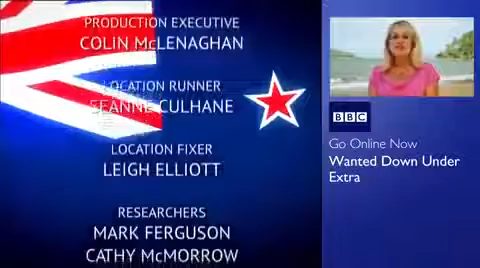 PRODUCTION EXECUTIVE
COLIN McLENAGHAN
LOCATION RUNNER
SEANNE CULHANE
LOCATION FIXER
LEIGH ELLIOTT
RESEARCHERS
MARK FERGUSON
CATHY McMORROW
BBC
Go Online Now
Wanted Down Under
Extra